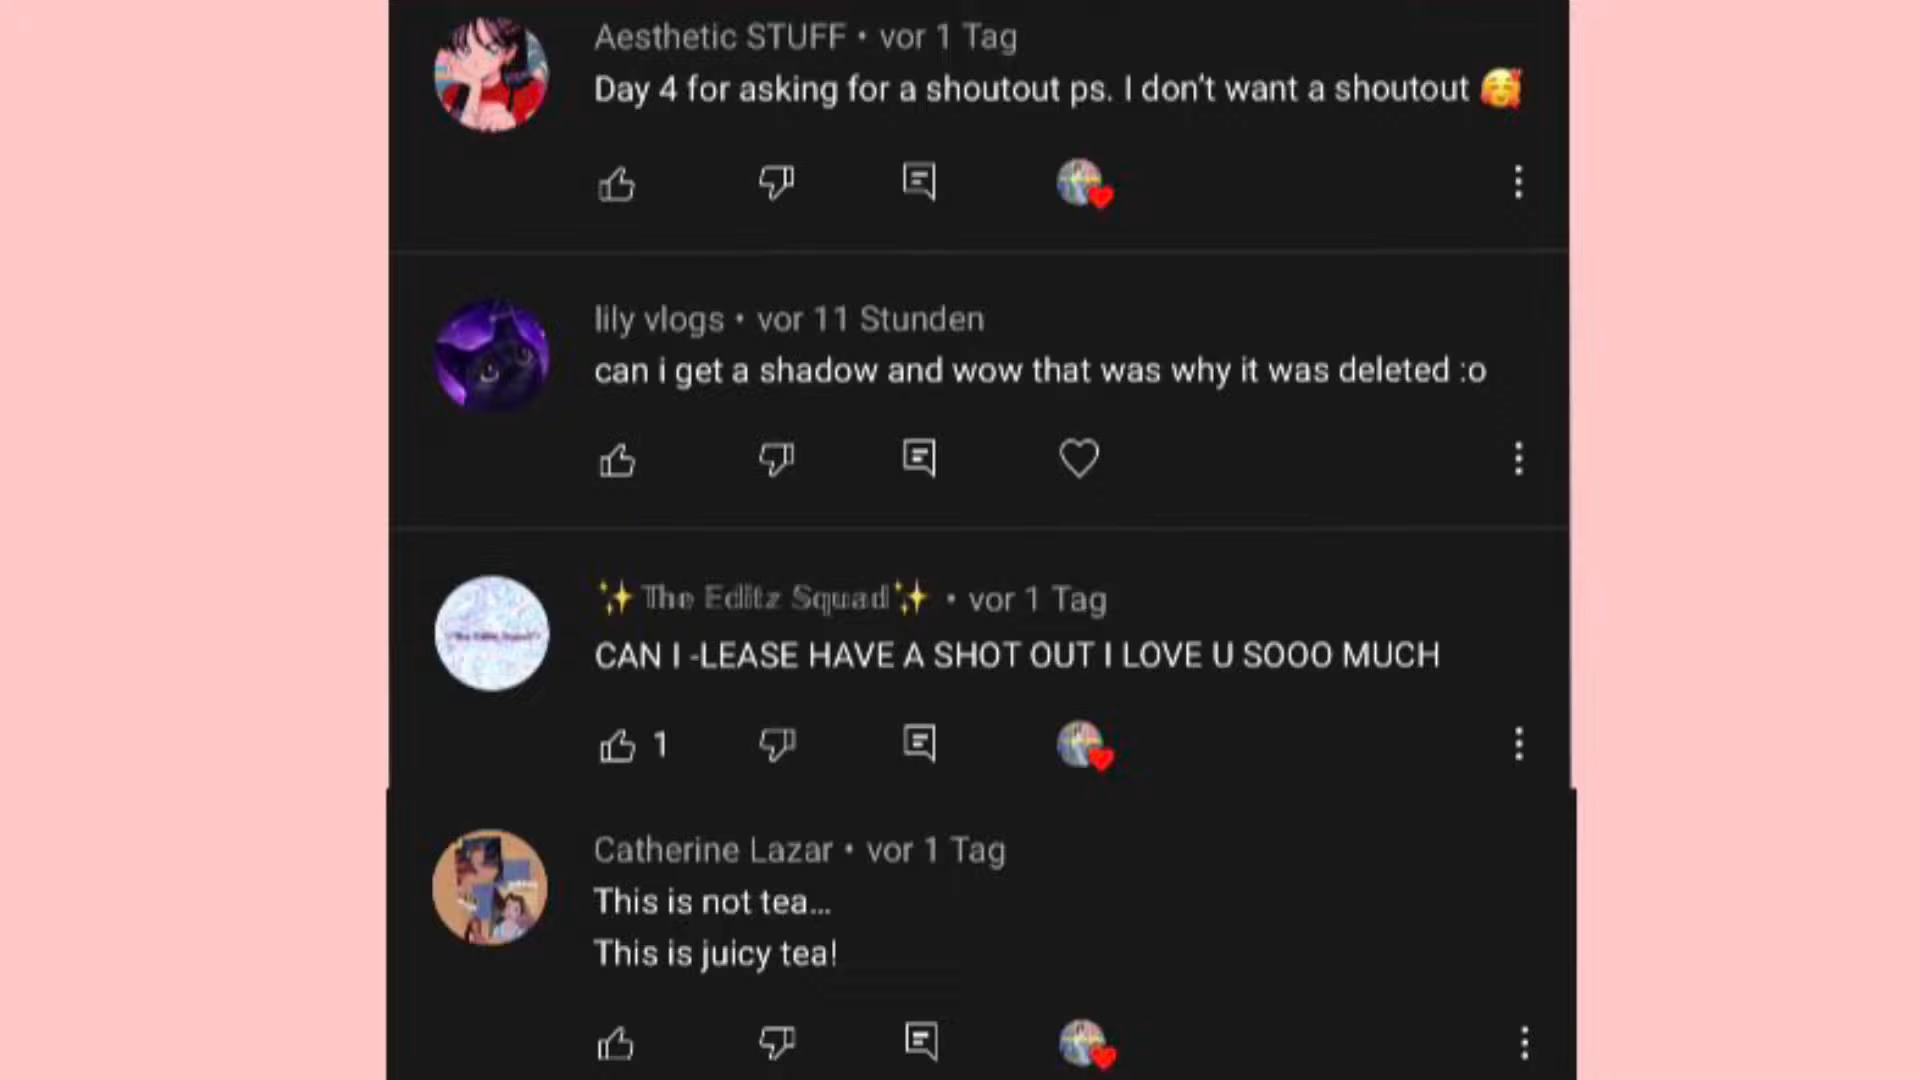 Aesthetic STUFF • vor 1 Tag
Day 4 for asking for a shoutout ps. I don't want a shoutout 🥰
lily vlogs • vor 11 Stunden
can i get a shadow and wow that was why it was deleted :o
✨The Editz Squad✨ • vor 1 Tag
CAN I -LEASE HAVE A SHOT OUT I LOVE U SOOO MUCH
1
Catherine Lazar • vor 1 Tag
This is not tea...
This is juicy tea!